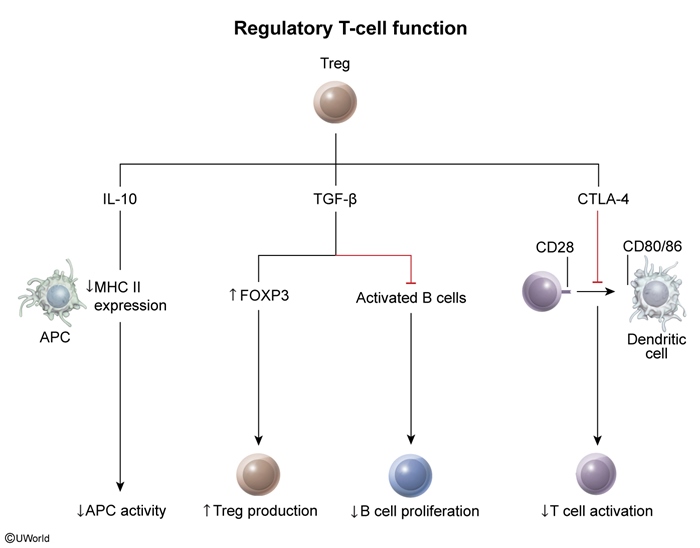 Regulatory T-cell function
Treg
IL-10
TGF-β
CTLA-4
CD28
CD80/86
↓MHC II
expression
APC
↑FOXP3
Activated B cells
Dendritic
cell
↓APC activity
↑Treg production
↓B cell proliferation
↓T cell activation
©UWorld